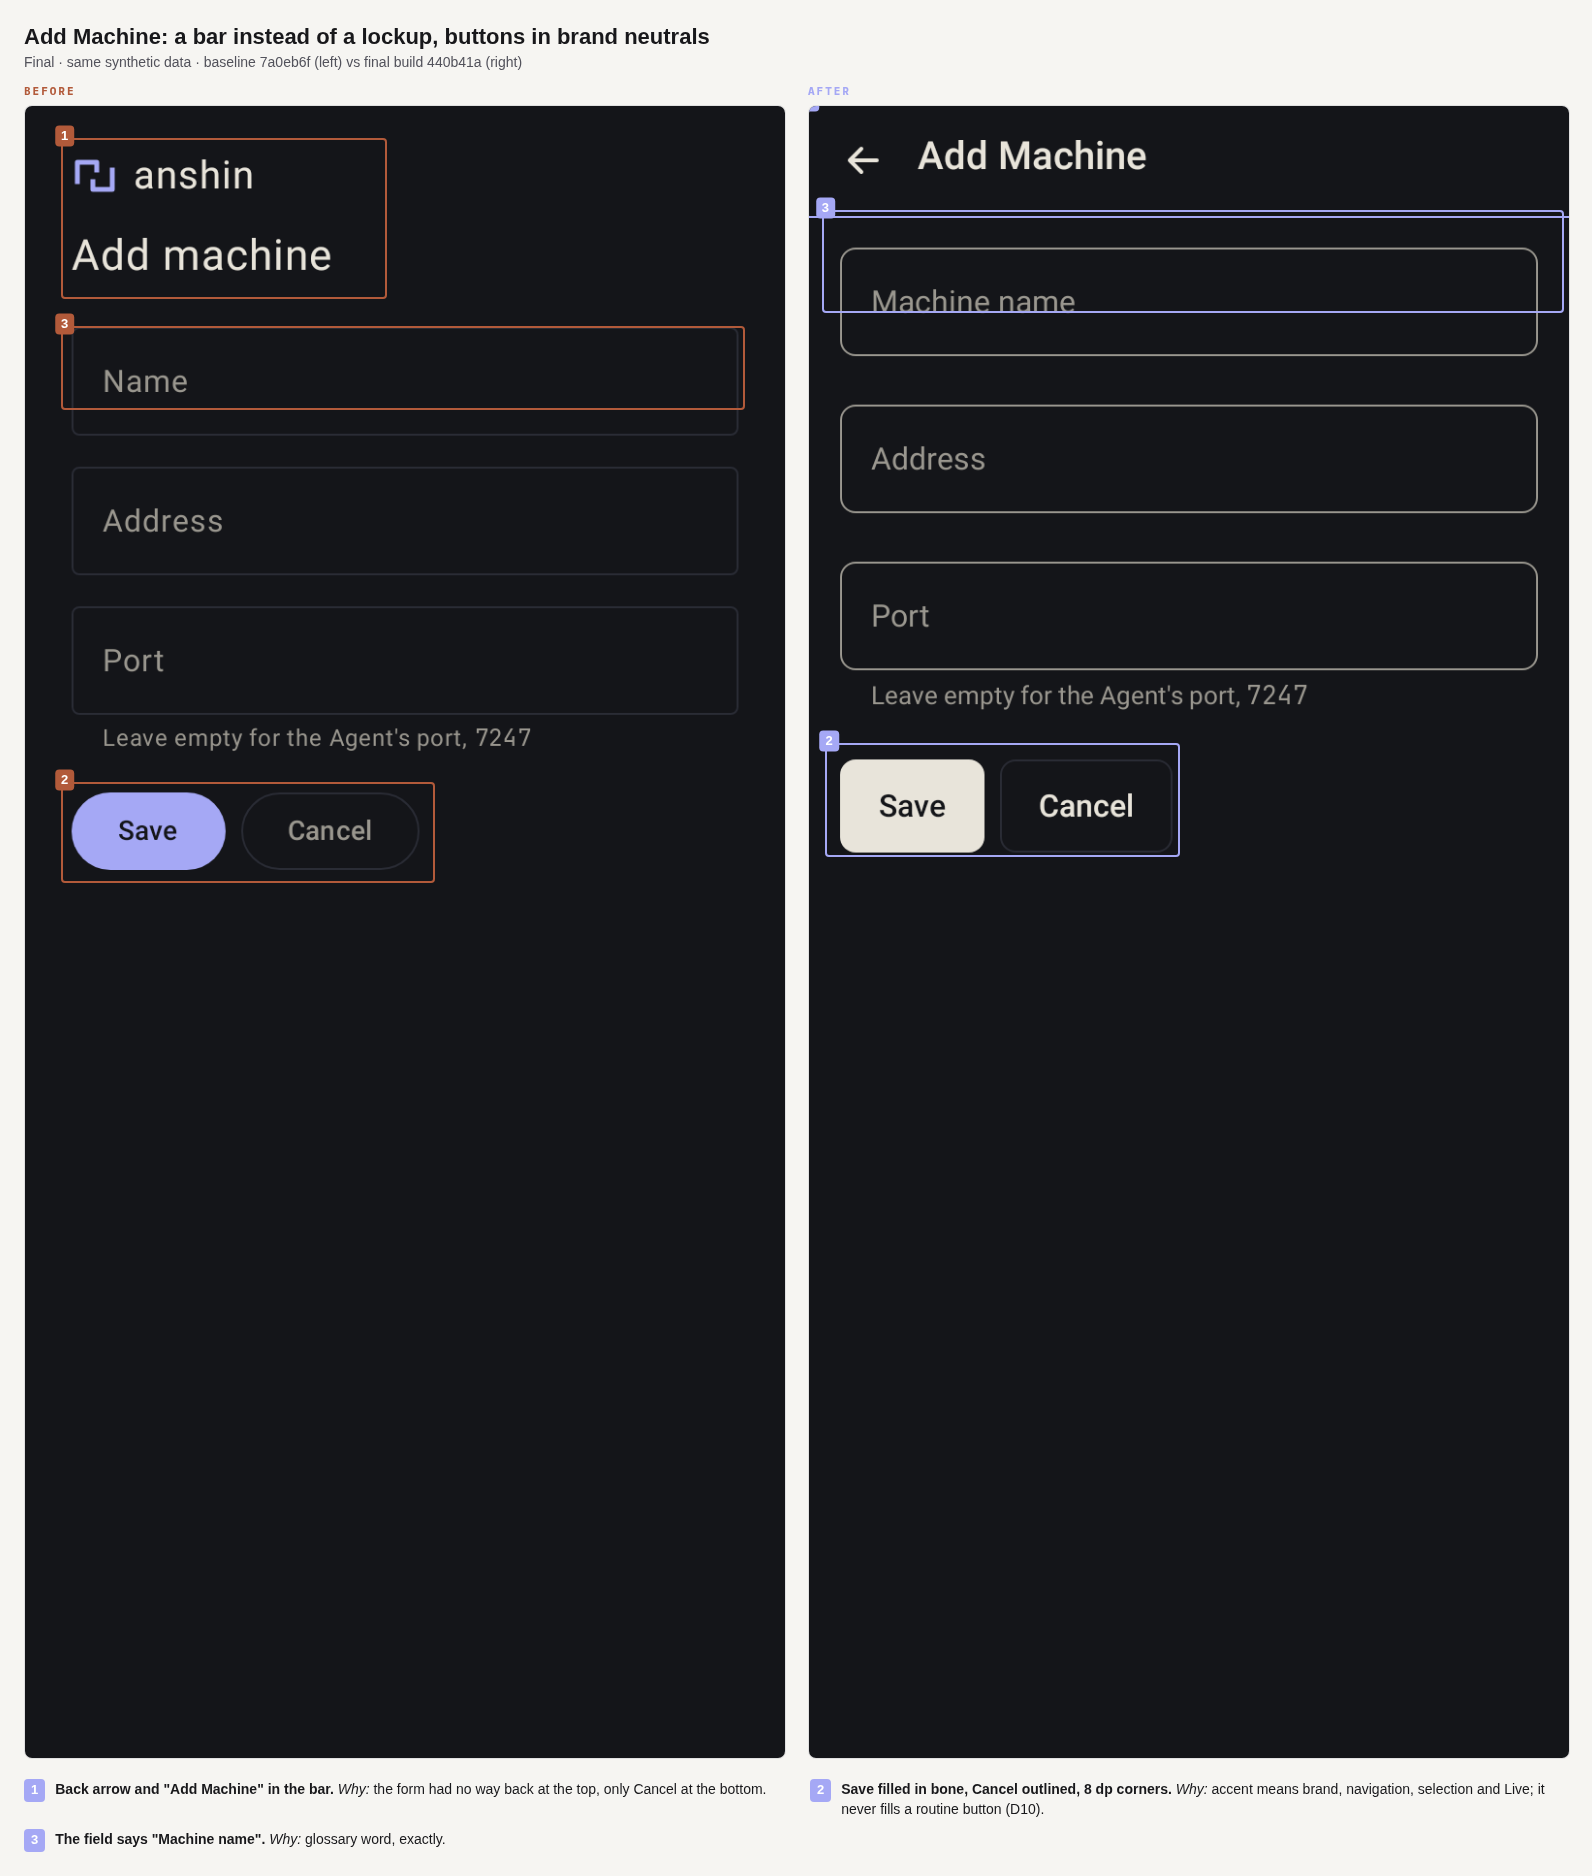 Add Machine: a bar instead of a lockup, buttons in brand neutrals
Final · same synthetic data · baseline 7a0eb6f (left) vs final build 440b41a (right)
BEFORE
1
anshin
Add machine
3
Name
Address
Port
Leave empty for the Agent's port, 7247
2
Save
Cancel
AFTER
Add Machine
3
Machine name
Address
Port
Leave empty for the Agent's port, 7247
2
Save
Cancel
1 Back arrow and "Add Machine" in the bar. Why: the form had no way back at the top, only Cancel at the bottom.
2 Save filled in bone, Cancel outlined, 8 dp corners. Why: accent means brand, navigation, selection and Live; it
never fills a routine button (D10).
3 The field says "Machine name". Why: glossary word, exactly.